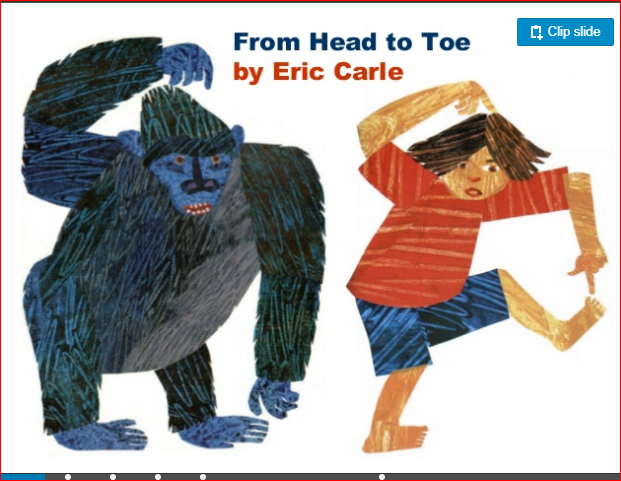 From Head to Toe
by Eric Carle
Clip slide